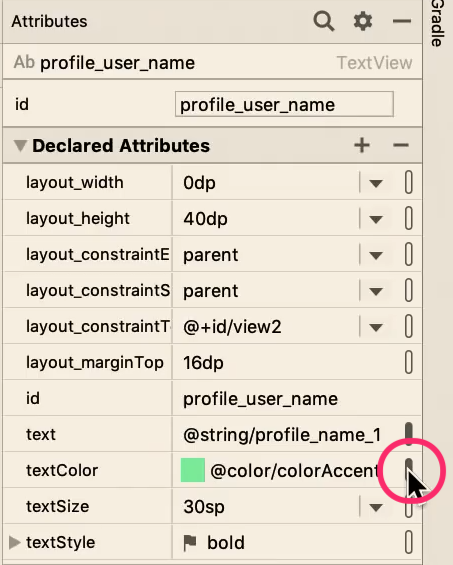 Attributes
Gradle
Ab profile_user_name TextView
id profile_user_name
Declared Attributes
layout_width 0dp
layout_height 40dp
layout_constraintE parent
layout_constraintS parent
layout_constraintT @+id/view2
layout_marginTop 16dp
id profile_user_name
text @string/profile_name_1
textColor @color/colorAccent
textSize 30sp
textStyle bold